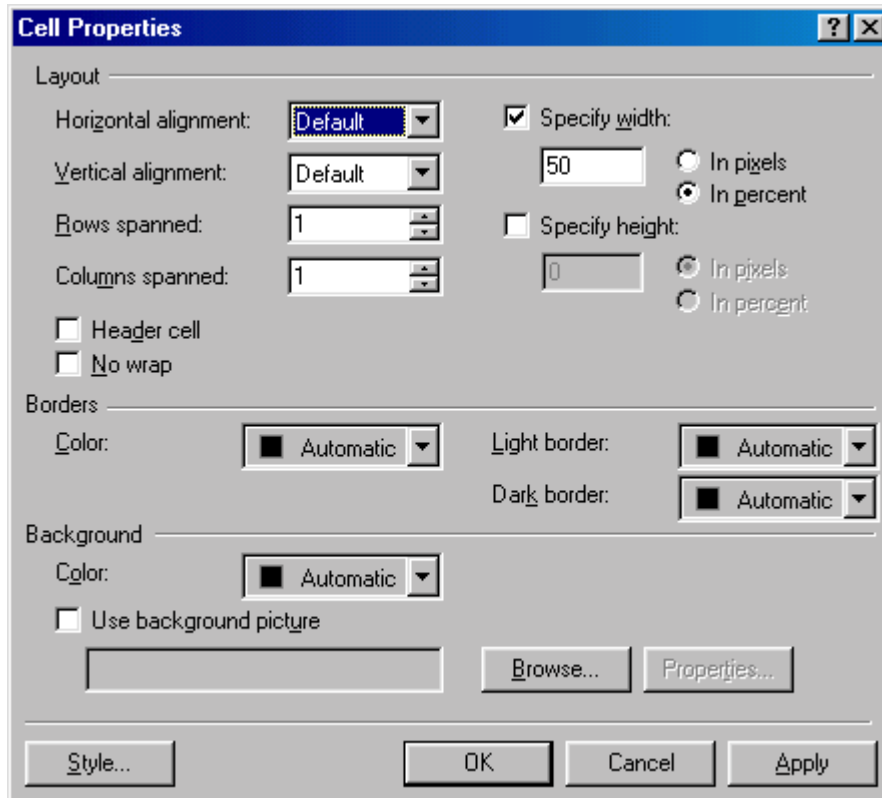 Cell Properties
Layout
Horizontal alignment: Default
Specify width:
50 In pixels
In percent
Vertical alignment: Default
Rows spanned: 1
Specify height:
Columns spanned: 1
0 In pixels
In percent
Header cell
No wrap
Borders
Color: Automatic
Light border: Automatic
Dark border: Automatic
Background
Color: Automatic
Use background picture
Browse... Properties...
Style... OK Cancel Apply